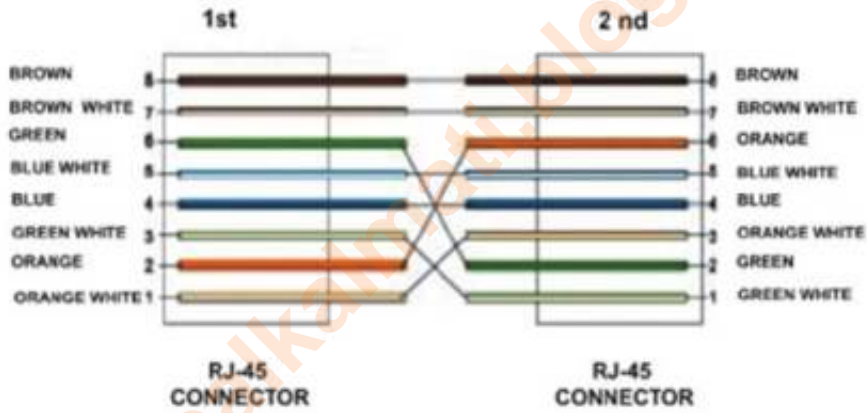 1st 2 nd
BROWN 8 8 BROWN
BROWN WHITE 7 7 BROWN WHITE
GREEN 6 6 ORANGE
BLUE WHITE 5 5 BLUE WHITE
BLUE 4 4 BLUE
GREEN WHITE 3 3 ORANGE WHITE
ORANGE 2 2 GREEN
ORANGE WHITE 1 1 GREEN WHITE
RJ-45 RJ-45
CONNECTOR CONNECTOR